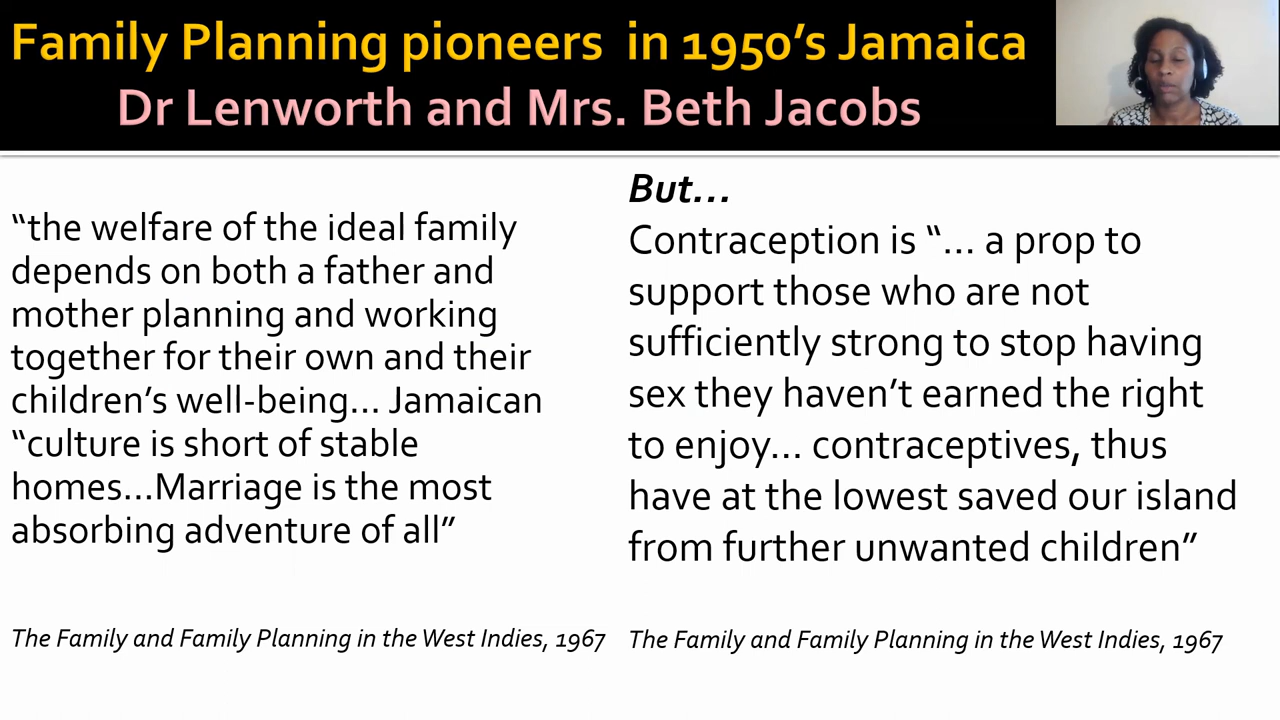 Family Planning pioneers in 1950's Jamaica
Dr Lenworth and Mrs. Beth Jacobs
“the welfare of the ideal family
depends on both a father and
mother planning and working
together for their own and their
children’s well-being... Jamaican
“culture is short of stable
homes...Marriage is the most
absorbing adventure of all”
The Family and Family Planning in the West Indies, 1967
But...
Contraception is “... a prop to
support those who are not
sufficiently strong to stop having
sex they haven’t earned the right
to enjoy... contraceptives, thus
have at the lowest saved our island
from further unwanted children”
The Family and Family Planning in the West Indies, 1967